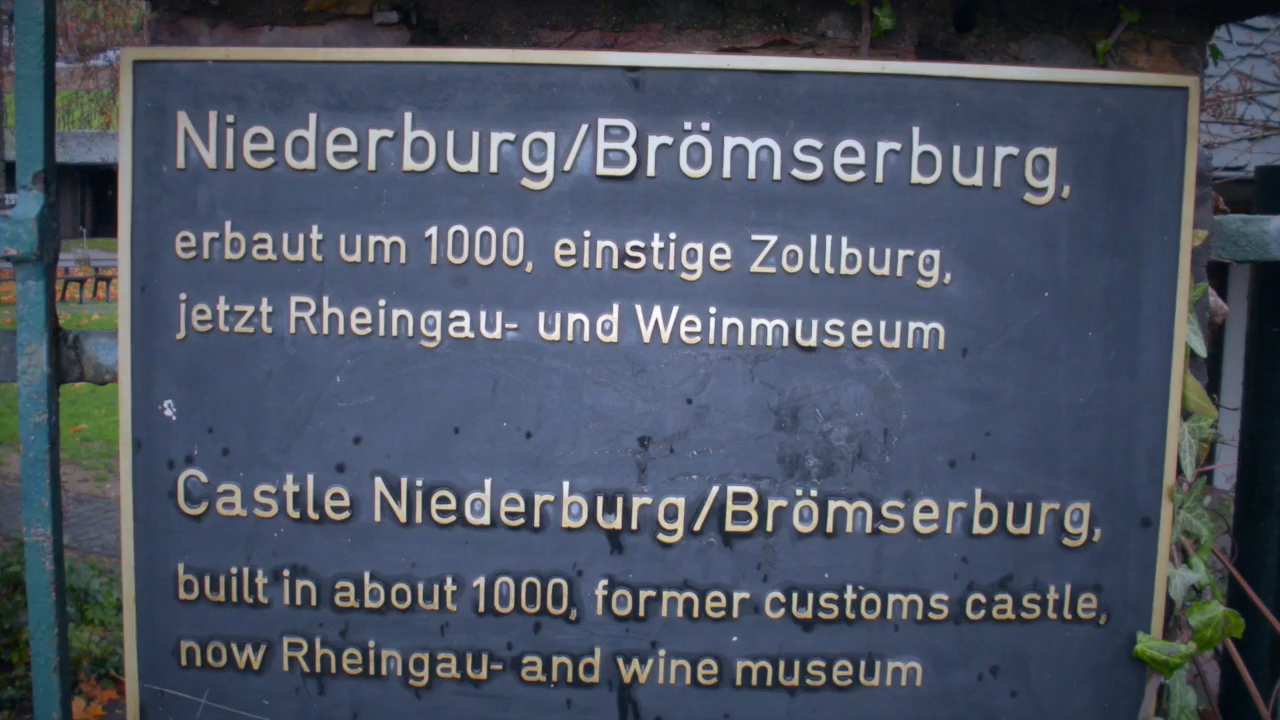 Niederburg/Brömserburg,
erbaut um 1000, einstige Zollburg,
jetzt Rheingau- und Weinmuseum
Castle Niederburg/Brömserburg,
built in about 1000, former customs castle,
now Rheingau- and wine museum